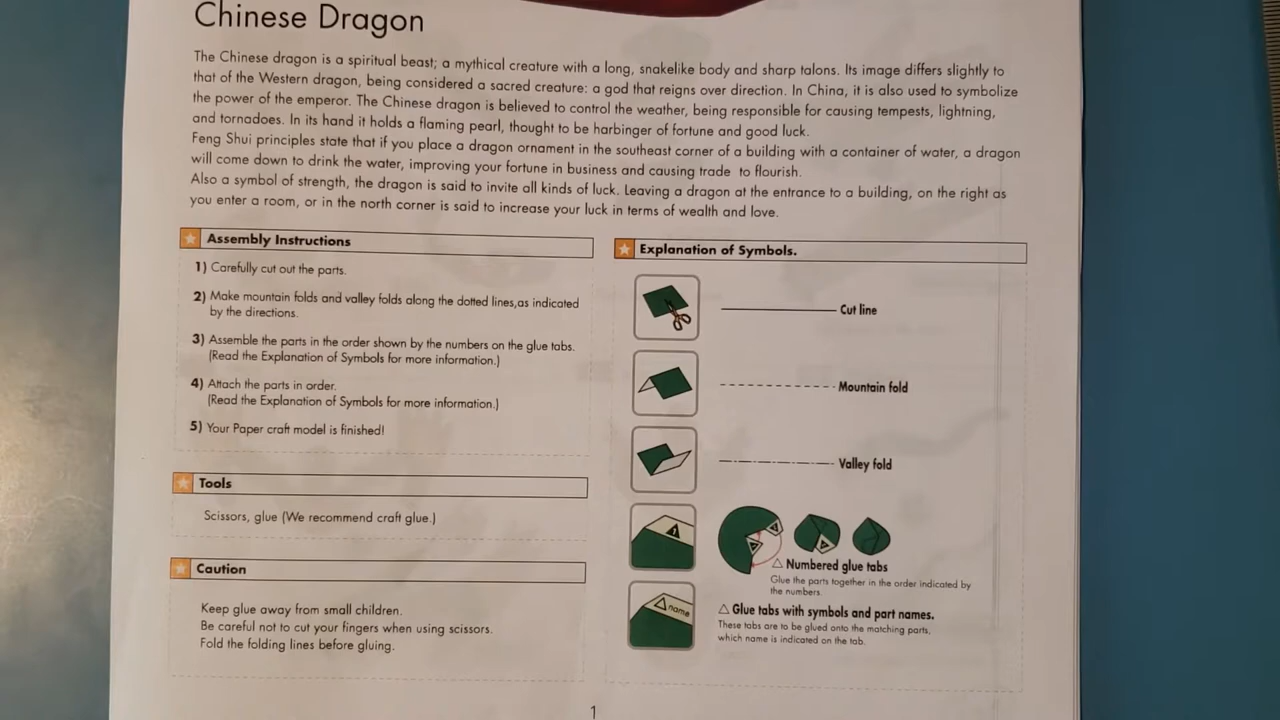 Chinese Dragon
The Chinese dragon is a spiritual beast; a mythical creature with a long, snakelike body and sharp talons. Its image differs slightly to
that of the Western dragon, being considered a sacred creature: a god that reigns over direction. In China, it is also used to symbolize
the power of the emperor. The Chinese dragon is believed to control the weather, being responsible for causing tempests, lightning,
and tornadoes. In its hand it holds a flaming pearl, thought to be harbinger of fortune and good luck.
Feng Shui principles state that if you place a dragon ornament in the southeast corner of a building with a container of water, a dragon
will come down to drink the water, improving your fortune in business and causing trade to flourish.
Also a symbol of strength, the dragon is said to invite all kinds of luck. Leaving a dragon at the entrance to a building, on the right as
you enter a room, or in the north corner is said to increase your luck in terms of wealth and love.
Assembly Instructions
1) Carefully cut out the parts.
2) Make mountain folds and valley folds along the dotted lines,as indicated
by the directions.
3) Assemble the parts in the order shown by the numbers on the glue tabs.
(Read the Explanation of Symbols for more information.)
4) Attach the parts in order.
(Read the Explanation of Symbols for more information.)
5) Your Paper craft model is finished!
Tools
Scissors, glue (We recommend craft glue.)
Caution
Keep glue away from small children.
Be careful not to cut your fingers when using scissors.
Fold the folding lines before gluing.
Explanation of Symbols.
Cut line
Mountain fold
Valley fold
1
△ Numbered glue tabs
Glue the parts together in the order indicated by
the numbers.
name
△ Glue tabs with symbols and part names.
These tabs are to be glued onto the matching parts,
which name is indicated on the tab.
1